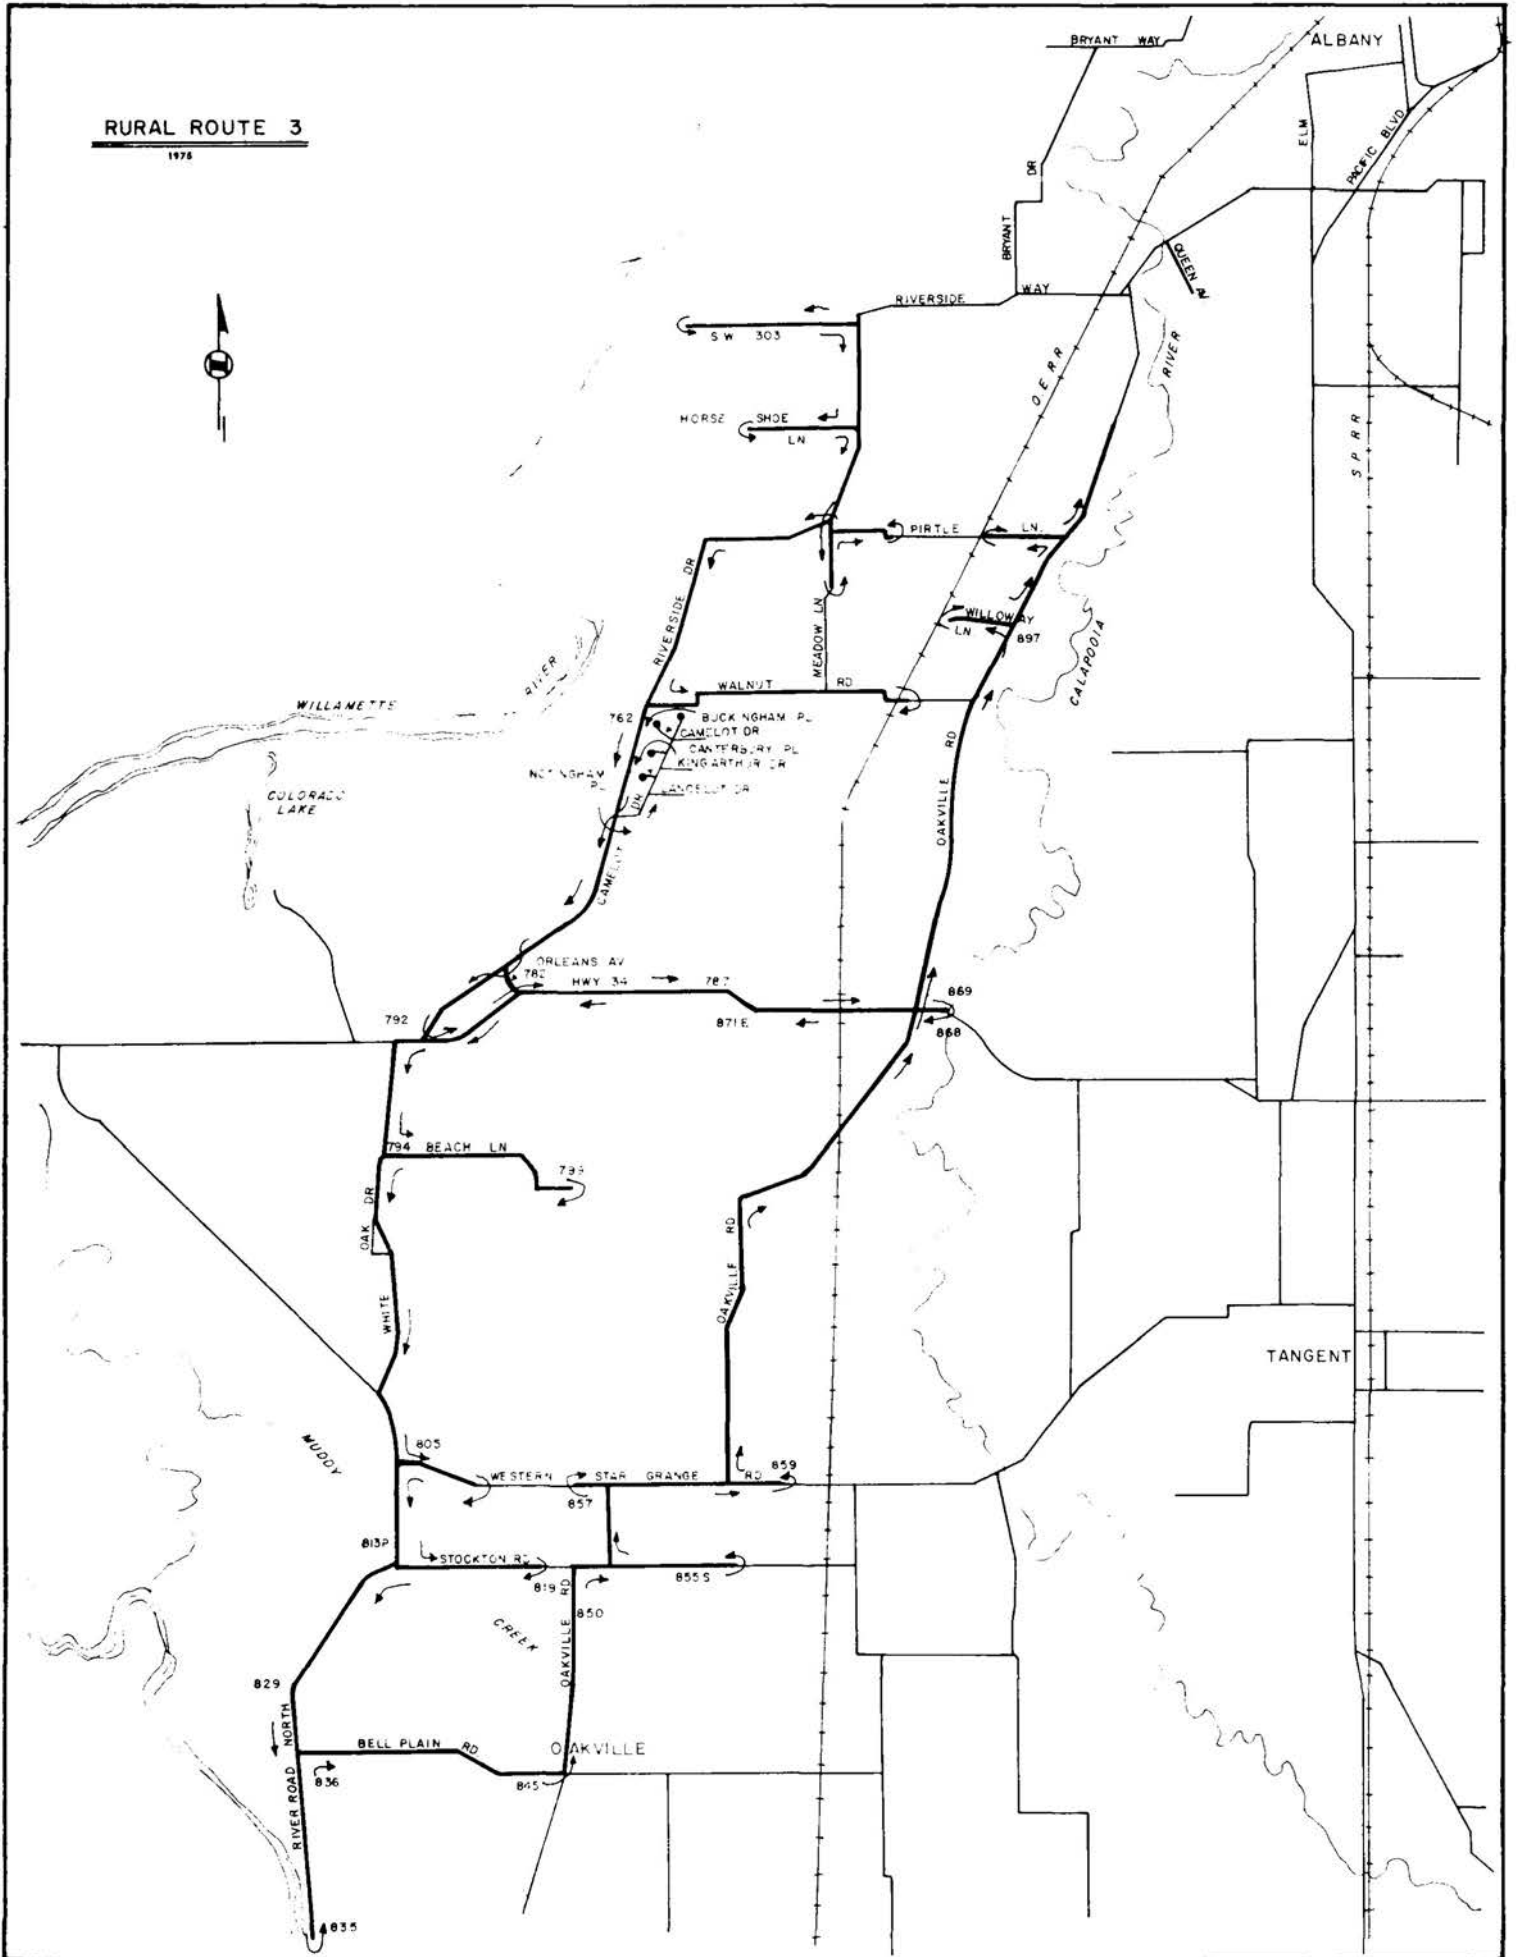 BRYANT WAY
ALBANY
RURAL ROUTE 3
ELM
PACIFIC BLVD
DR
BRYANT
QUEEN AV
RIVERSIDE WAY
SW 303
RIVER
O.E.R.R
HORSE SHOE
LN
S P R R
PIRTLE LN.
RIVERSIDE DR
MEADOW LN
WILLOWAY
LN
897
CALAPOOIA
RIVER
WILLAMETTE
WALNUT RD
762
BUCKINGHAM PL
CAMELOT DR
CANTERBURY PL
KING ARTHUR DR
NOTINGHAM
PL
LANCELOT DR
COLORADO
LAKE
CAMELOT DR
OAKVILLE RD
ORLEANS AV
782
HWY 34
787
869
792
871E
868
794 BEACH LN
799
OAK DR
WHITE
OAKVILLE RD
TANGENT
MUDDY
805
WESTERN STAR GRANGE RD
859
857
813P
STOCKTON RD
819
855S
850
CREEK
OAKVILLE RD
829
BELL PLAIN RD
OAKVILLE
836
845
RIVER ROAD NORTH
835